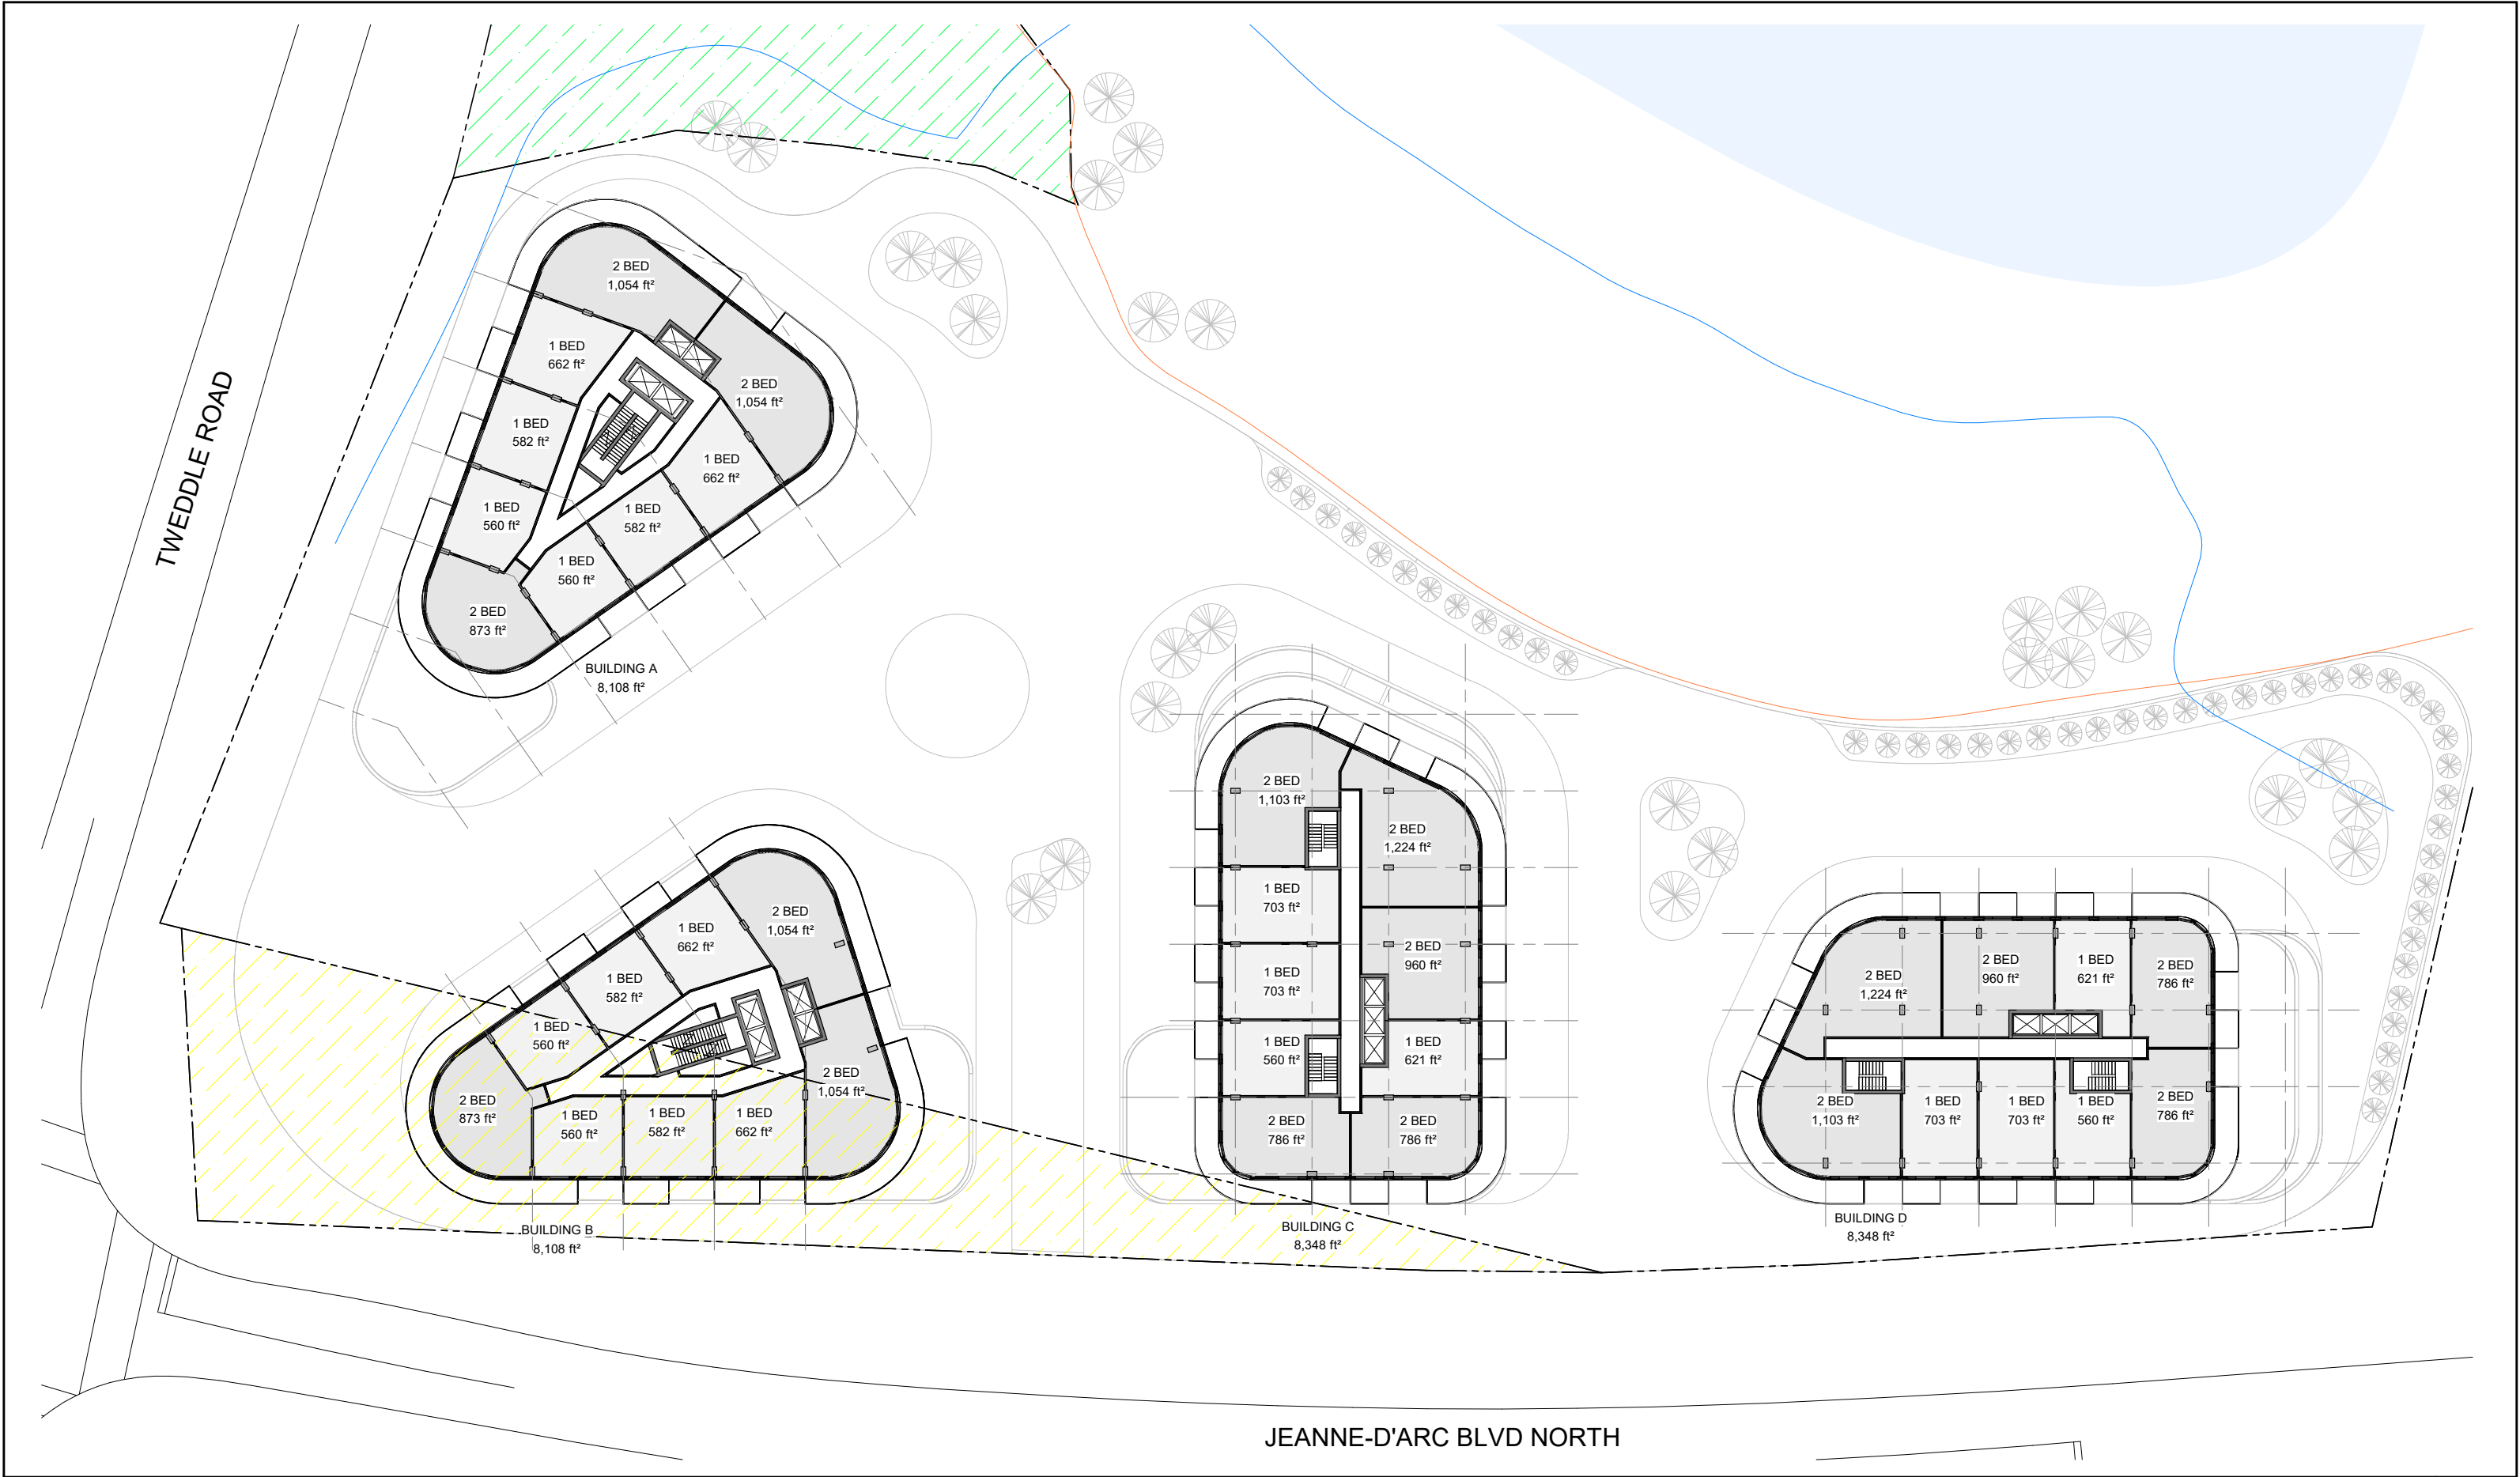 TWEDDLE ROAD
2 BED
1,054 ft²
1 BED
662 ft²
2 BED
1,054 ft²
1 BED
582 ft²
1 BED
662 ft²
1 BED
560 ft²
1 BED
582 ft²
1 BED
560 ft²
2 BED
873 ft²
BUILDING A
8,108 ft²
2 BED
1,054 ft²
1 BED
662 ft²
1 BED
582 ft²
1 BED
560 ft²
2 BED
873 ft²
1 BED
560 ft²
1 BED
582 ft²
1 BED
662 ft²
2 BED
1,054 ft²
BUILDING B
8,108 ft²
2 BED
1,103 ft²
2 BED
1,224 ft²
1 BED
703 ft²
2 BED
960 ft²
1 BED
703 ft²
1 BED
560 ft²
1 BED
621 ft²
2 BED
786 ft²
2 BED
786 ft²
BUILDING C
8,348 ft²
2 BED
1,224 ft²
2 BED
960 ft²
1 BED
621 ft²
2 BED
786 ft²
2 BED
1,103 ft²
1 BED
703 ft²
1 BED
703 ft²
1 BED
560 ft²
2 BED
786 ft²
BUILDING D
8,348 ft²
JEANNE-D'ARC BLVD NORTH